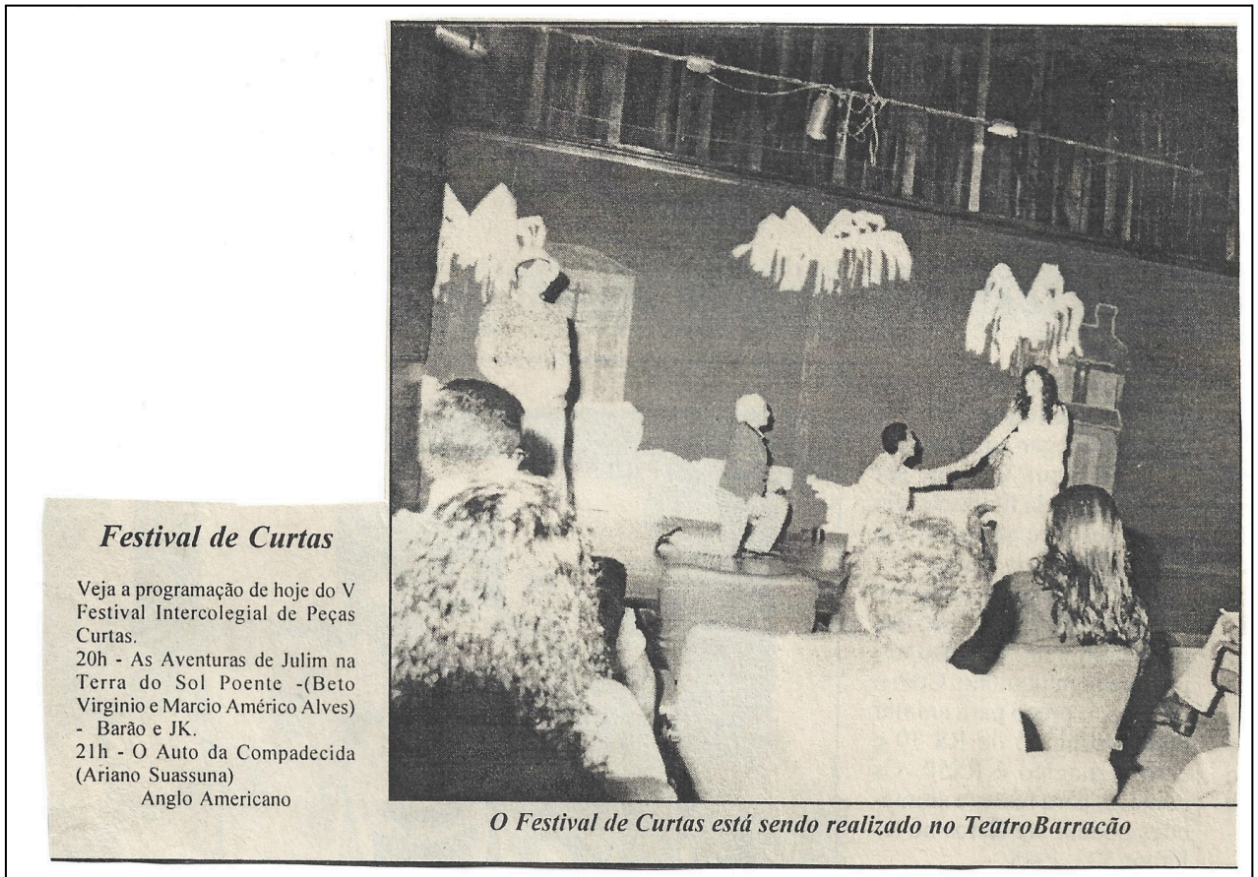 Festival de Curtas
Veja a programação de hoje do V
Festival Intercolegial de Peças
Curtas.
20h - As Aventuras de Julim na
Terra do Sol Poente -(Beto
Virginio e Marcio Américo Alves)
- Barão e JK.
21h - O Auto da Compadecida
(Ariano Suassuna)
Anglo Americano
O Festival de Curtas está sendo realizado no TeatroBarracão